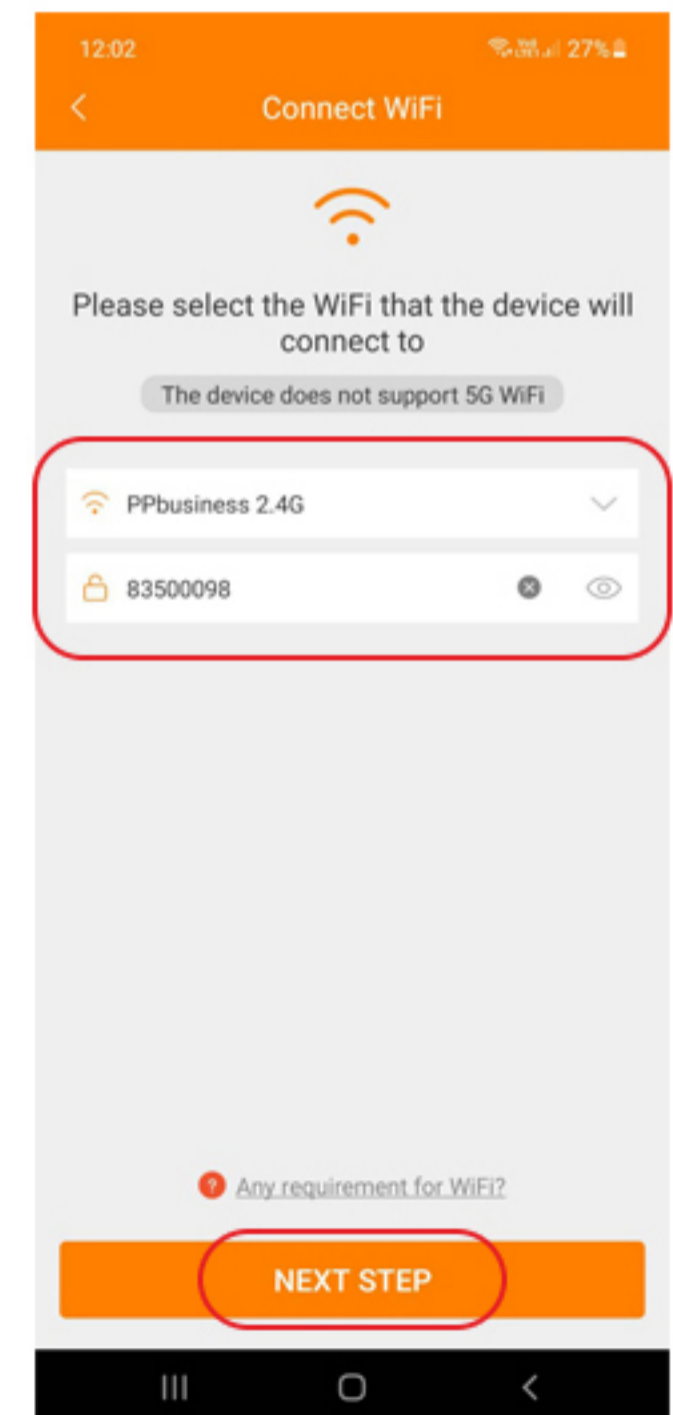 12:02 27%
Connect WiFi
Please select the WiFi that the device will
connect to
The device does not support 5G WiFi
PPbusiness 2.4G
83500098
Any requirement for WiFi?
NEXT STEP